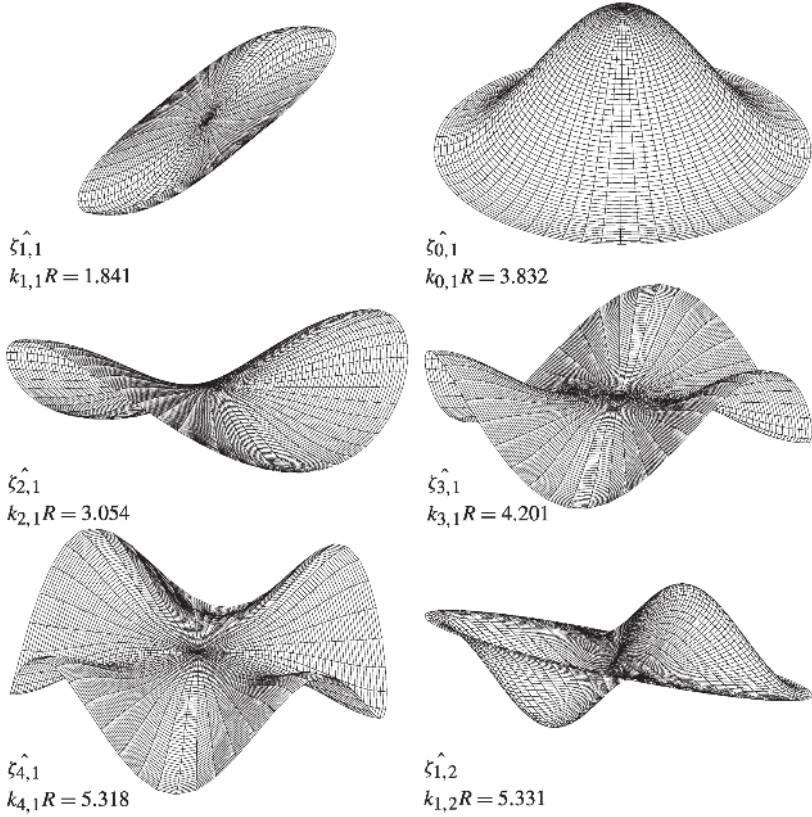 ζ̂1,1
k1,1R = 1.841
ζ̂0,1
k0,1R = 3.832
ζ̂2,1
k2,1R = 3.054
ζ̂3,1
k3,1R = 4.201
ζ̂4,1
k4,1R = 5.318
ζ̂1,2
k1,2R = 5.331